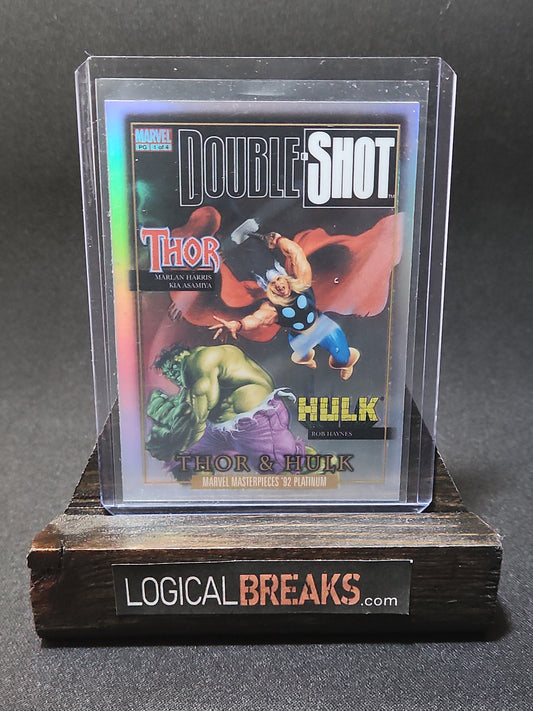 MARVEL
PG 1 of 4
DOUBLE-SHOT
THOR
MARLAN HARRIS
KIA ASAMIYA
HULK
ROB HAYNES
THOR & HULK
MARVEL MASTERPIECES '92 PLATINUM
LOGICALBREAKS.com